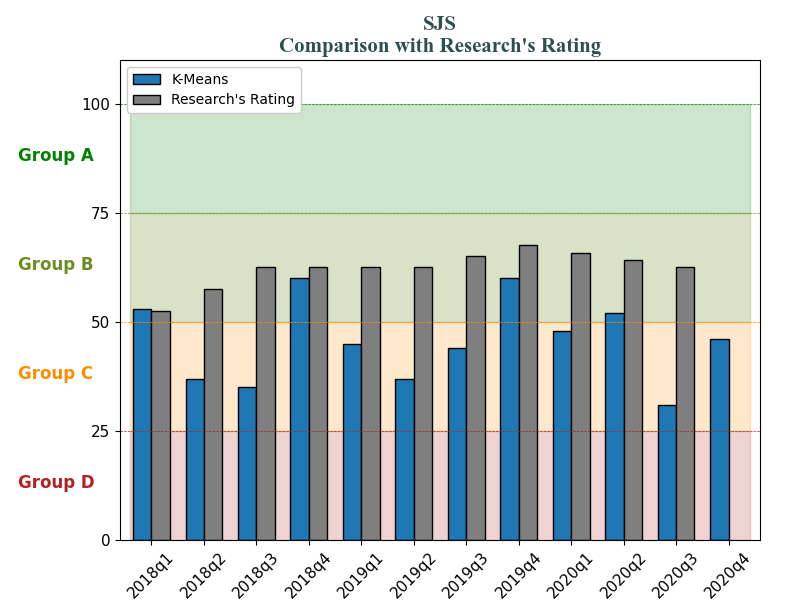 SJS
Comparison with Research's Rating
K-Means
Research's Rating
100
Group A
75
Group B
50
Group C
25
Group D
0
2018q1
2018q2
2018q3
2018q4
2019q1
2019q2
2019q3
2019q4
2020q1
2020q2
2020q3
2020q4